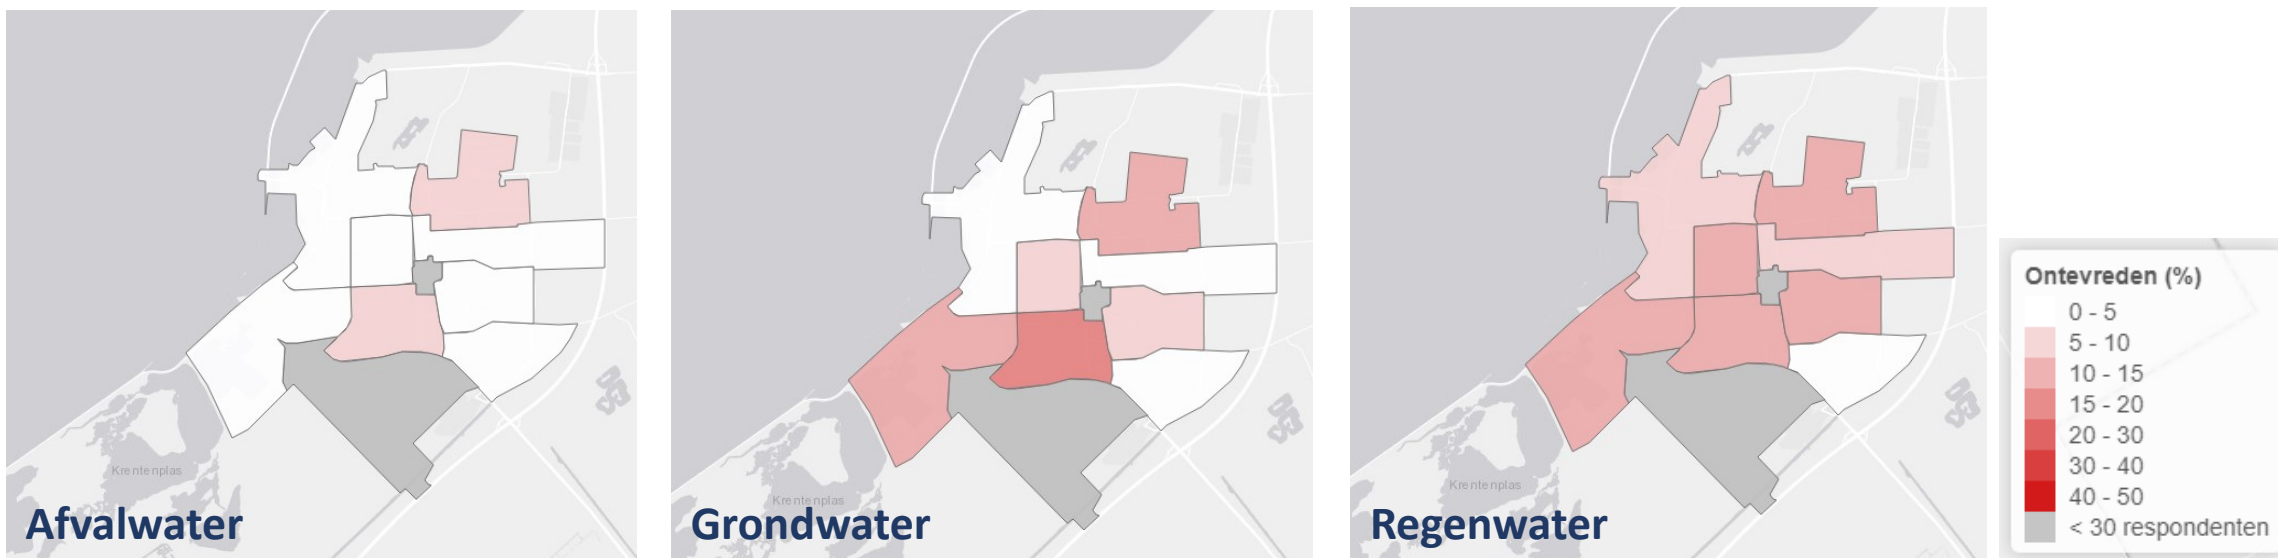 Krentenplas
Afvalwater
Krentenplas
Grondwater
Krentenplas
Regenwater
Ontevreden (%)
0 - 5
5 - 10
10 - 15
15 - 20
20 - 30
30 - 40
40 - 50
< 30 respondenten